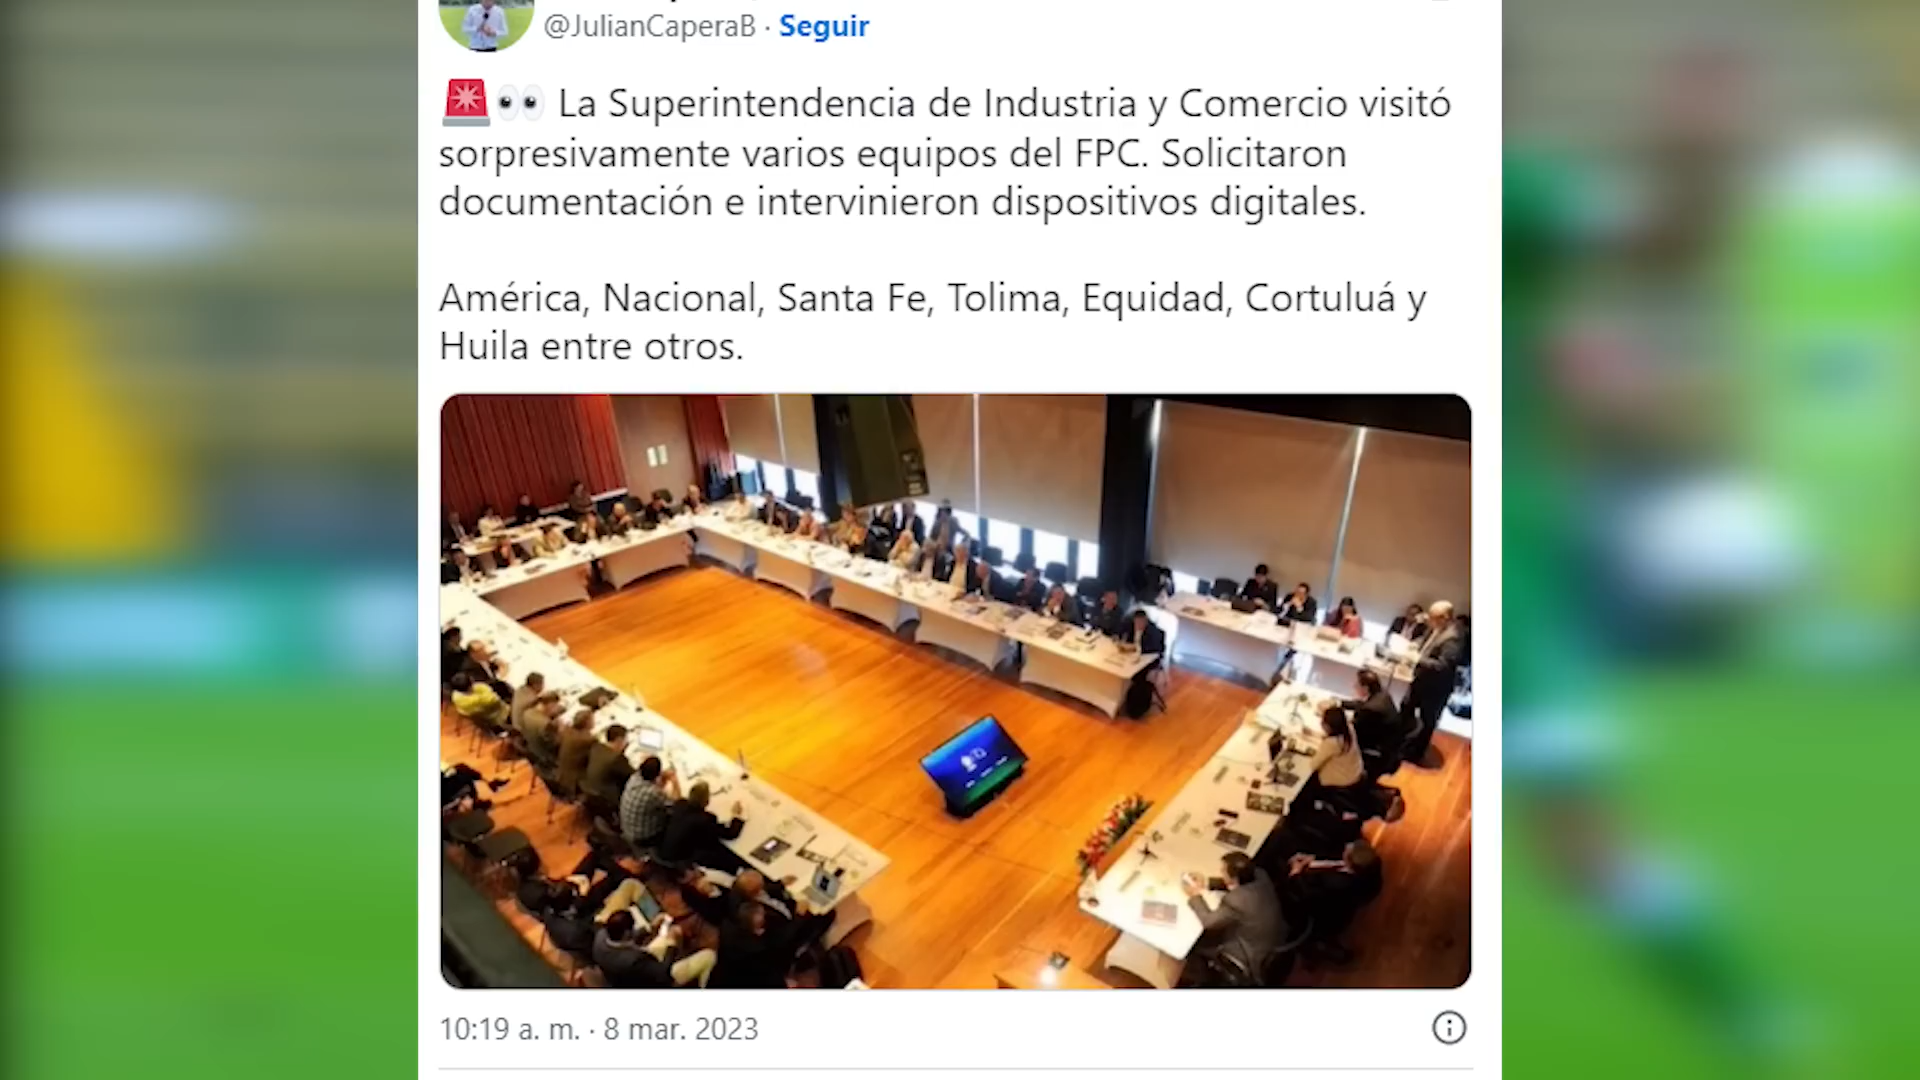 @JulianCaperaB · Seguir
🚨👀 La Superintendencia de Industria y Comercio visitó
sorpresivamente varios equipos del FPC. Solicitaron
documentación e intervinieron dispositivos digitales.
América, Nacional, Santa Fe, Tolima, Equidad, Cortuluá y
Huila entre otros.
10:19 a. m. · 8 mar. 2023